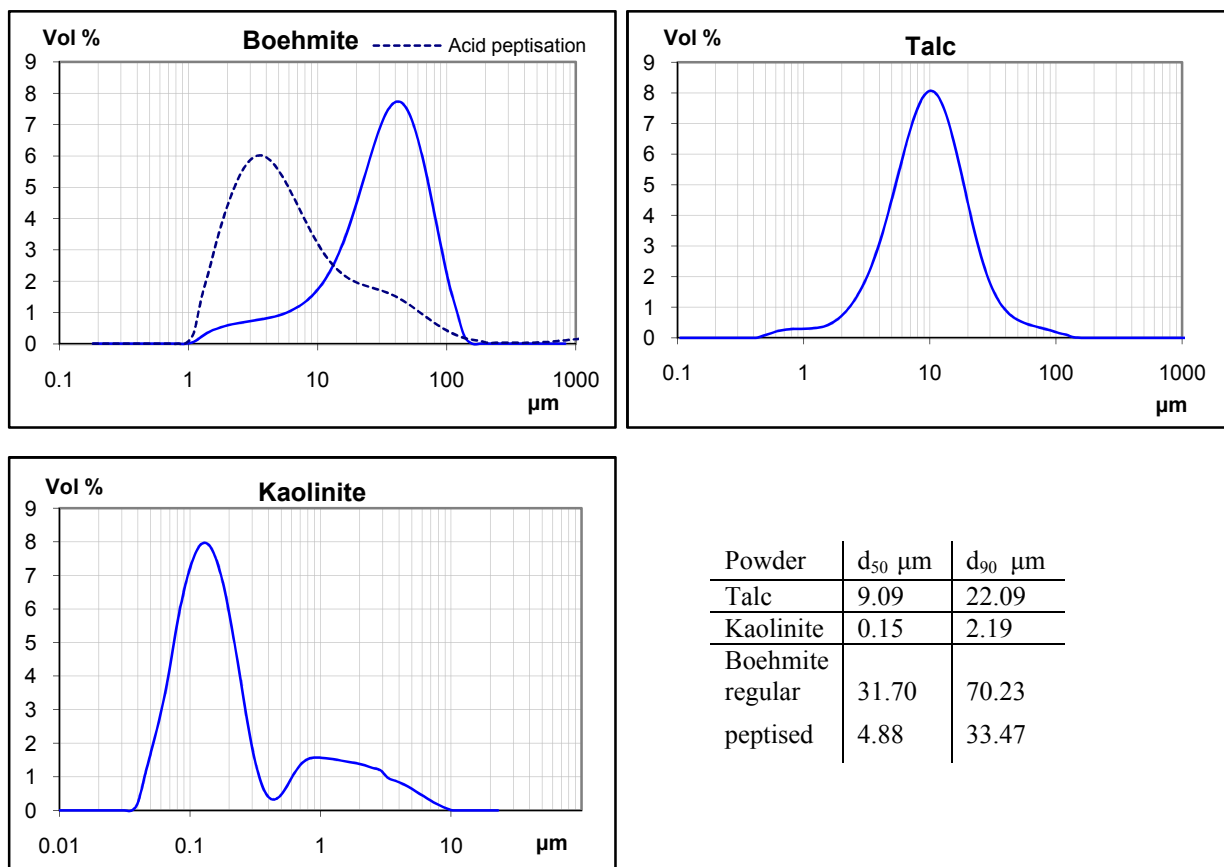 Vol %
Boehmite
Acid peptisation
9
8
7
6
5
4
3
2
1
0
0.1 1 10 100 1000
µm
Vol %
Talc
9
8
7
6
5
4
3
2
1
0
0.1 1 10 100 1000
µm
Vol %
Kaolinite
9
8
7
6
5
4
3
2
1
0
0.01 0.1 1 10
µm
Powder d50 µm d90 µm
Talc 9.09 22.09
Kaolinite 0.15 2.19
Boehmite
regular 31.70 70.23
peptised 4.88 33.47